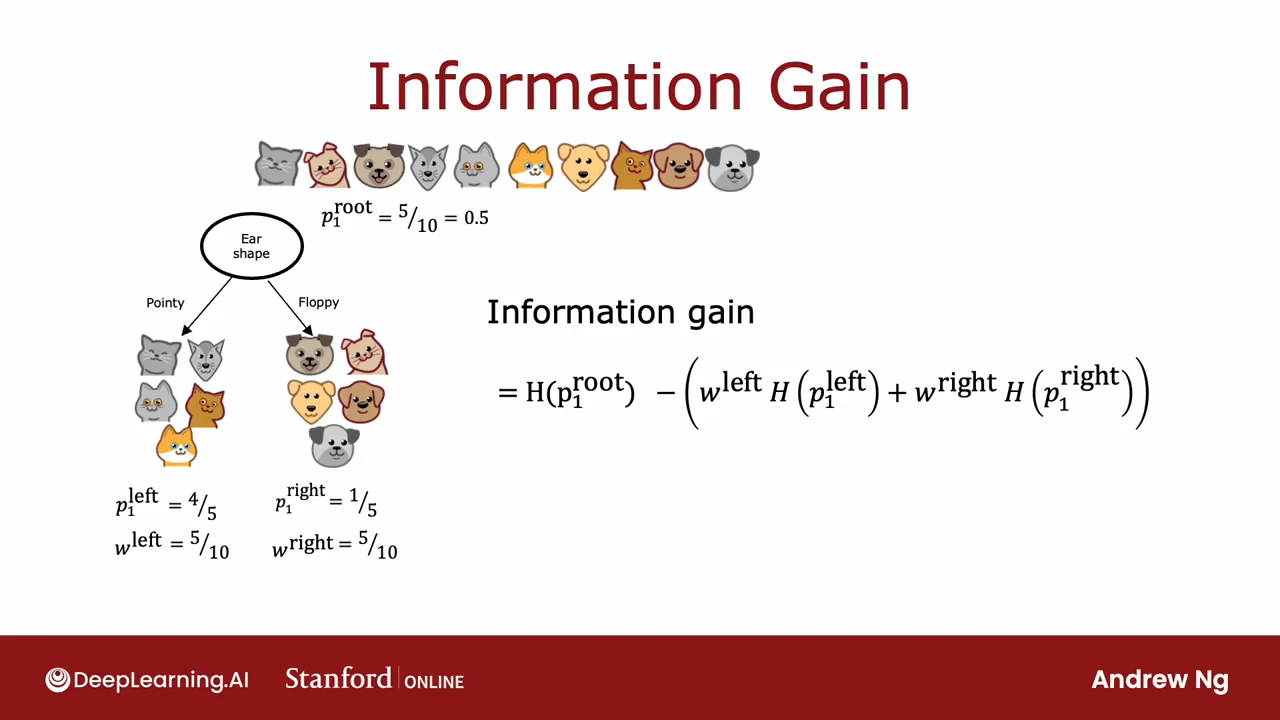 Information Gain
p₁^root = 5/10 = 0.5
Ear
shape
Pointy
Floppy
Information gain
= H(p₁^root) − (w^left H(p₁^left) + w^right H(p₁^right))
p₁^left = 4/5
p₁^right = 1/5
w^left = 5/10
w^right = 5/10
DeepLearning.AI
Stanford | ONLINE
Andrew Ng